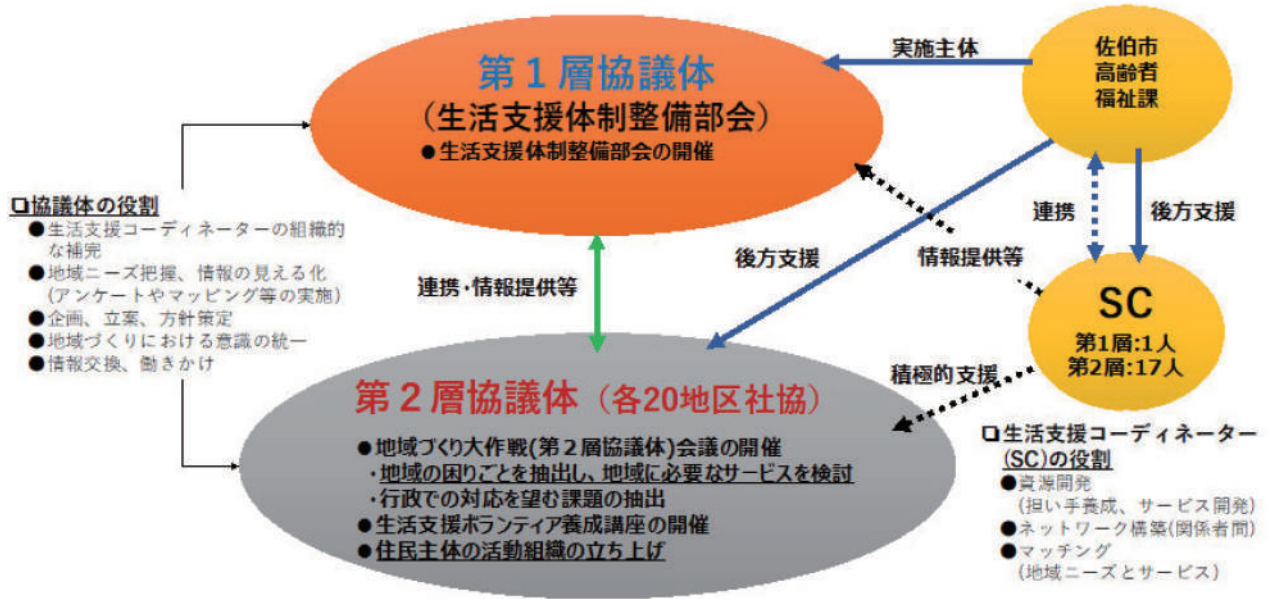 第１層協議体
(生活支援体制整備部会)
●生活支援体制整備部会の開催
実施主体
佐伯市
高齢者
福祉課
❑協議体の役割
●生活支援コーディネーターの組織的
な補完
●地域ニーズ把握、情報の見える化
(アンケートやマッピング等の実施)
●企画、立案、方針策定
●地域づくりにおける意識の統一
●情報交換、働きかけ
連携・情報提供等
後方支援
情報提供等
連携
後方支援
SC
第1層:1人
第2層:17人
積極的支援
第２層協議体（各20地区社協）
●地域づくり大作戦(第２層協議体)会議の開催
・地域の困りごとを抽出し、地域に必要なサービスを検討
・行政での対応を望む課題の抽出
●生活支援ボランティア養成講座の開催
●住民主体の活動組織の立ち上げ
❑生活支援コーディネーター
(SC)の役割
●資源開発
(担い手養成、サービス開発)
●ネットワーク構築(関係者間)
●マッチング
(地域ニーズとサービス)